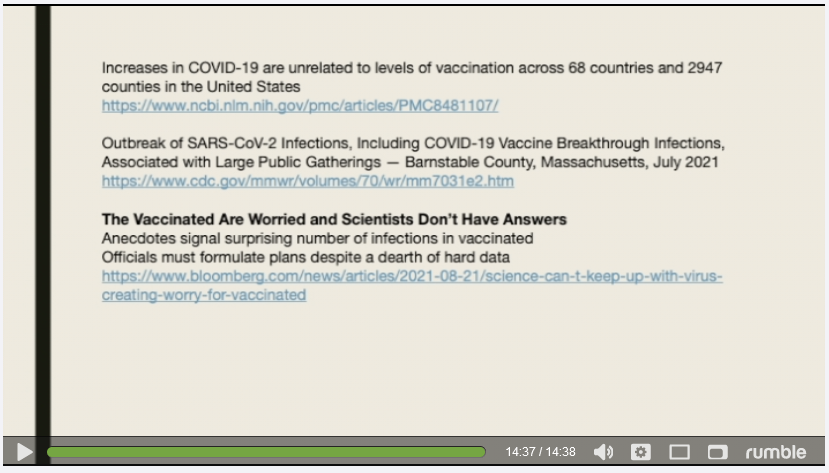 Increases in COVID-19 are unrelated to levels of vaccination across 68 countries and 2947
counties in the United States
https://www.ncbi.nlm.nih.gov/pmc/articles/PMC8481107/
Outbreak of SARS-CoV-2 Infections, Including COVID-19 Vaccine Breakthrough Infections,
Associated with Large Public Gatherings — Barnstable County, Massachusetts, July 2021
https://www.cdc.gov/mmwr/volumes/70/wr/mm7031e2.htm
The Vaccinated Are Worried and Scientists Don't Have Answers
Anecdotes signal surprising number of infections in vaccinated
Officials must formulate plans despite a dearth of hard data
https://www.bloomberg.com/news/articles/2021-08-21/science-can-t-keep-up-with-virus-
creating-worry-for-vaccinated
14:37 / 14:38 rumble